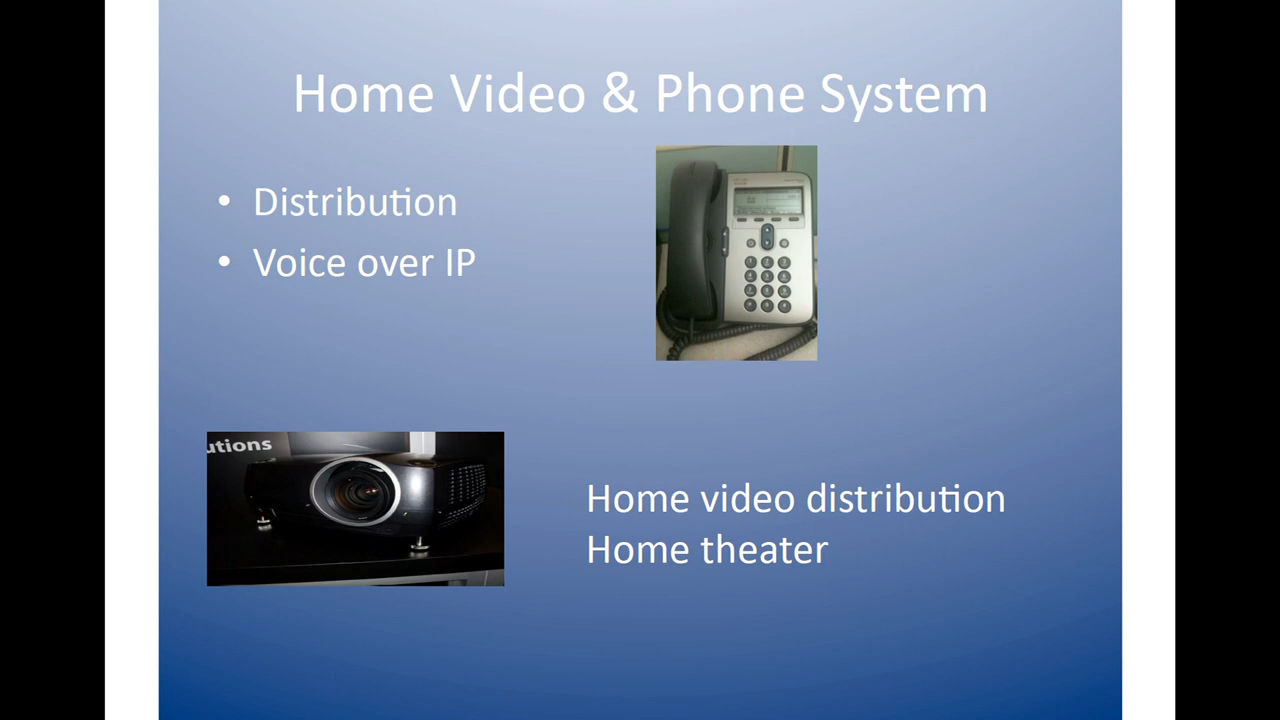 Home Video & Phone System
• Distribution
• Voice over IP
utions
Home video distribution
Home theater